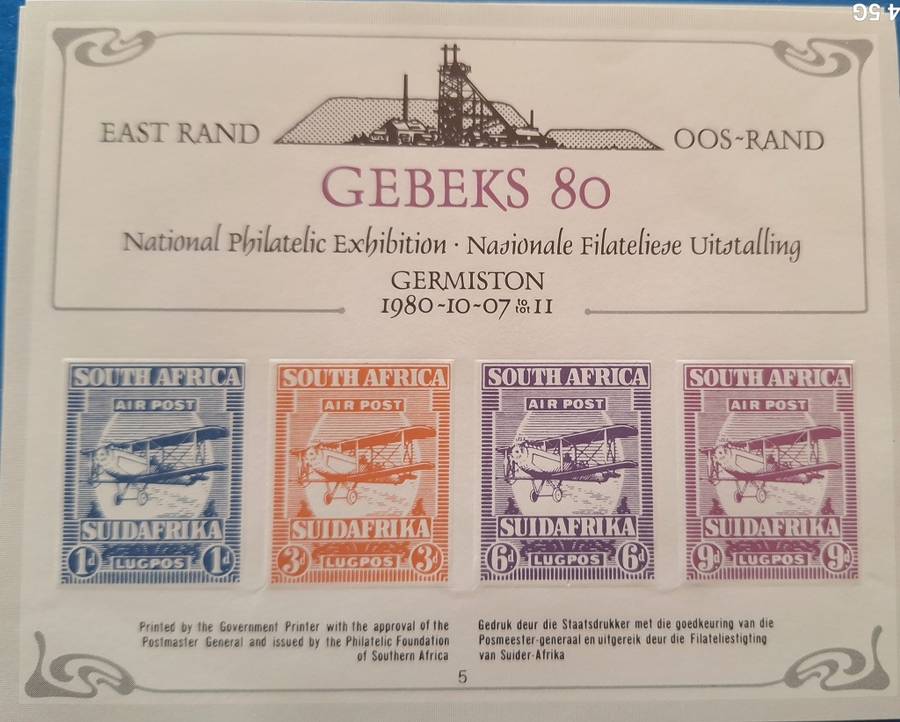 4 5G
EAST RAND
OOS-RAND
GEBEKS 80
National Philatelic Exhibition · Nasionale Filateliese Uitstalling
GERMISTON
1980-10-07 to tot 11
SOUTH AFRICA
AIR POST
SUIDAFRIKA
1d LUGPOS 1d
SOUTH AFRICA
AIR POST
SUIDAFRIKA
3d LUGPOS 3d
SOUTH AFRICA
AIR POST
SUIDAFRIKA
6d LUGPOS 6d
SOUTH AFRICA
AIR POST
SUIDAFRIKA
9d LUGPOS 9d
Printed by the Government Printer with the approval of the
Postmaster General and issued by the Philatelic Foundation
of Southern Africa
Gedruk deur die Staatsdrukker met die goedkeuring van die
Posmeester-generaal en uitgereik deur die Filateliestigting
van Suider-Afrika
5